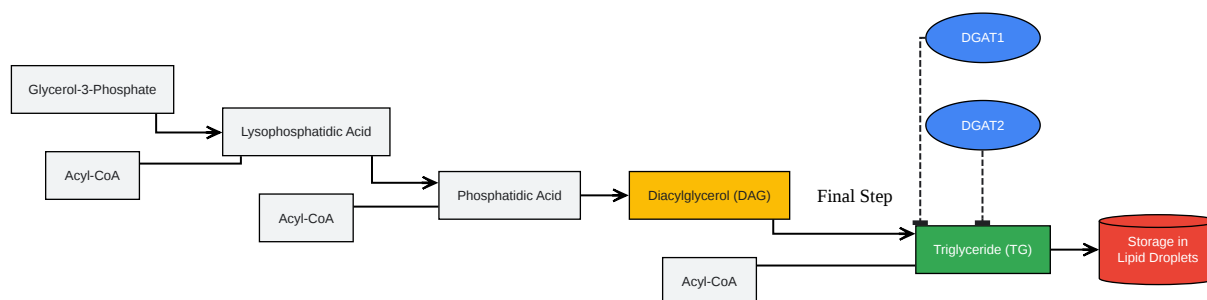 DGAT1
Glycerol-3-Phosphate
DGAT2
Lysophosphatidic Acid
Acyl-CoA
Phosphatidic Acid
Diacylglycerol (DAG)
Final Step
Acyl-CoA
Triglyceride (TG)
Storage in
Lipid Droplets
Acyl-CoA